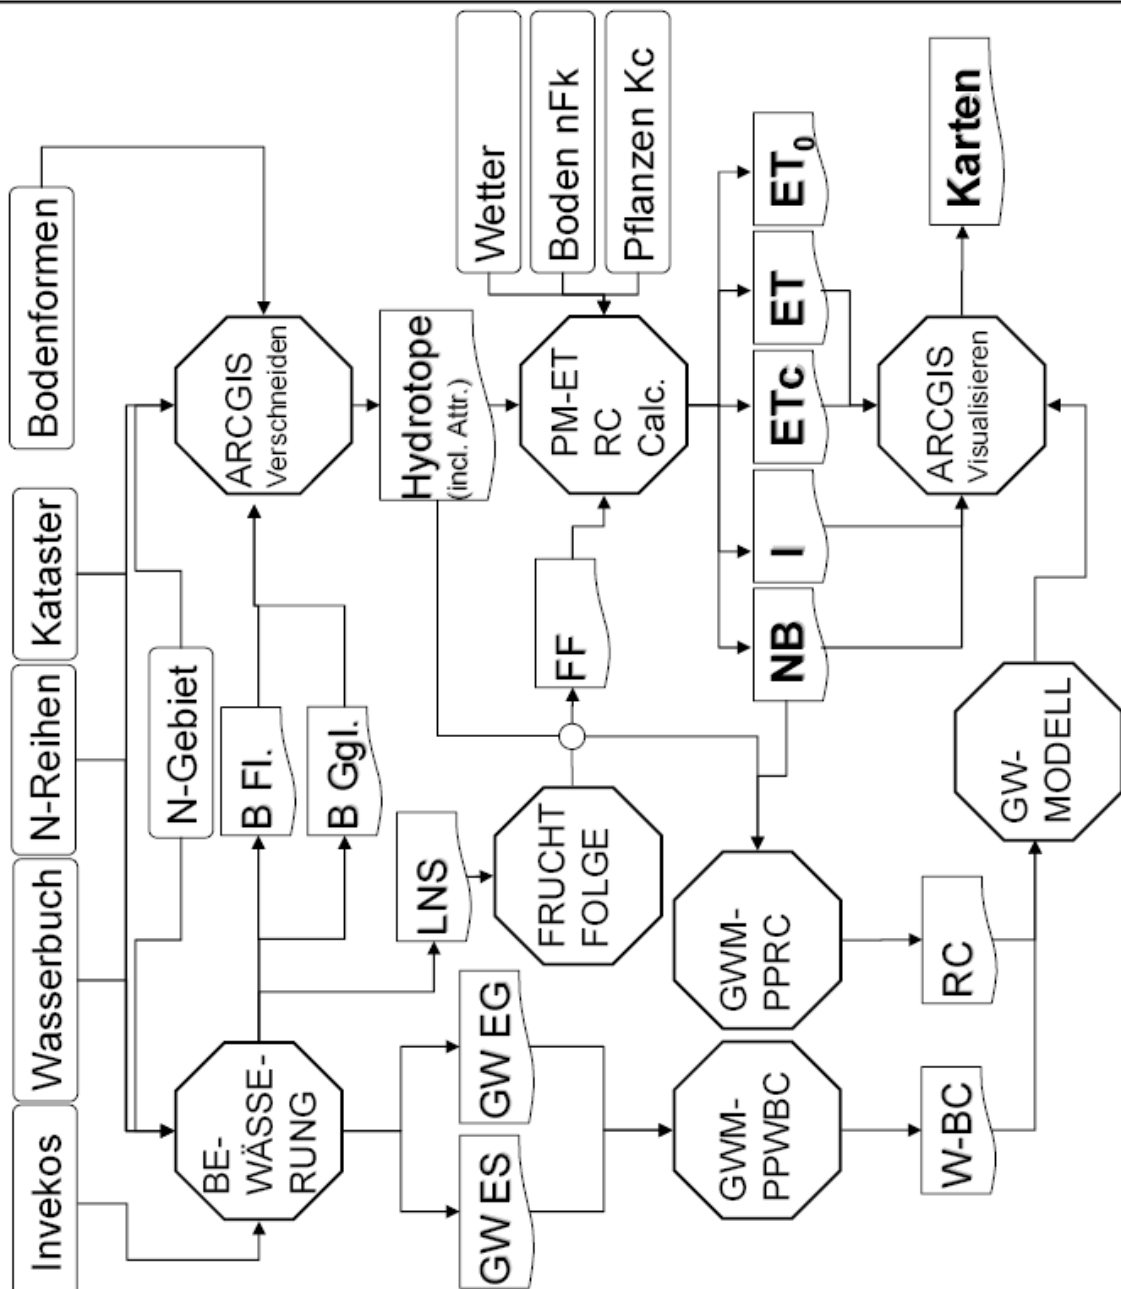 Invekos
Wasserbuch
N-Reihen
Kataster
Bodenformen
N-Gebiet
BE-
WÄSSE-
RUNG
B Fl.
B Ggl.
ARCGIS
Verschneiden
LNS
Hydrotope
(incl. Attr.)
GW ES
GW EG
FRUCHT
FOLGE
FF
PM-ET
RC
Calc.
Wetter
Boden nFk
Pflanzen Kc
GWM-
PPWBC
GWM-
PPRC
NB
I
ETc
ET
ET₀
W-BC
RC
GW-
MODELL
ARCGIS
Visualisieren
Karten